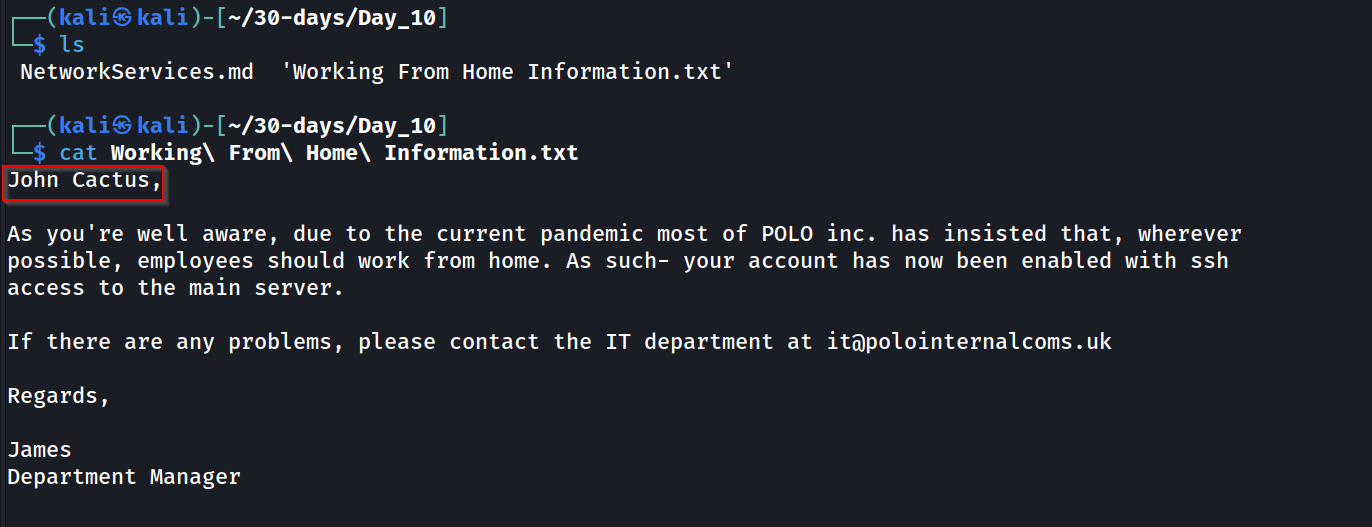 ┌──(kali㉿kali)-[~/30-days/Day_10]
└─$ ls
 NetworkServices.md  'Working From Home Information.txt'
┌──(kali㉿kali)-[~/30-days/Day_10]
└─$ cat Working\ From\ Home\ Information.txt
John Cactus,
As you're well aware, due to the current pandemic most of POLO inc. has insisted that, wherever
possible, employees should work from home. As such- your account has now been enabled with ssh
access to the main server.
If there are any problems, please contact the IT department at it@polointernalcoms.uk
Regards,
James
Department Manager